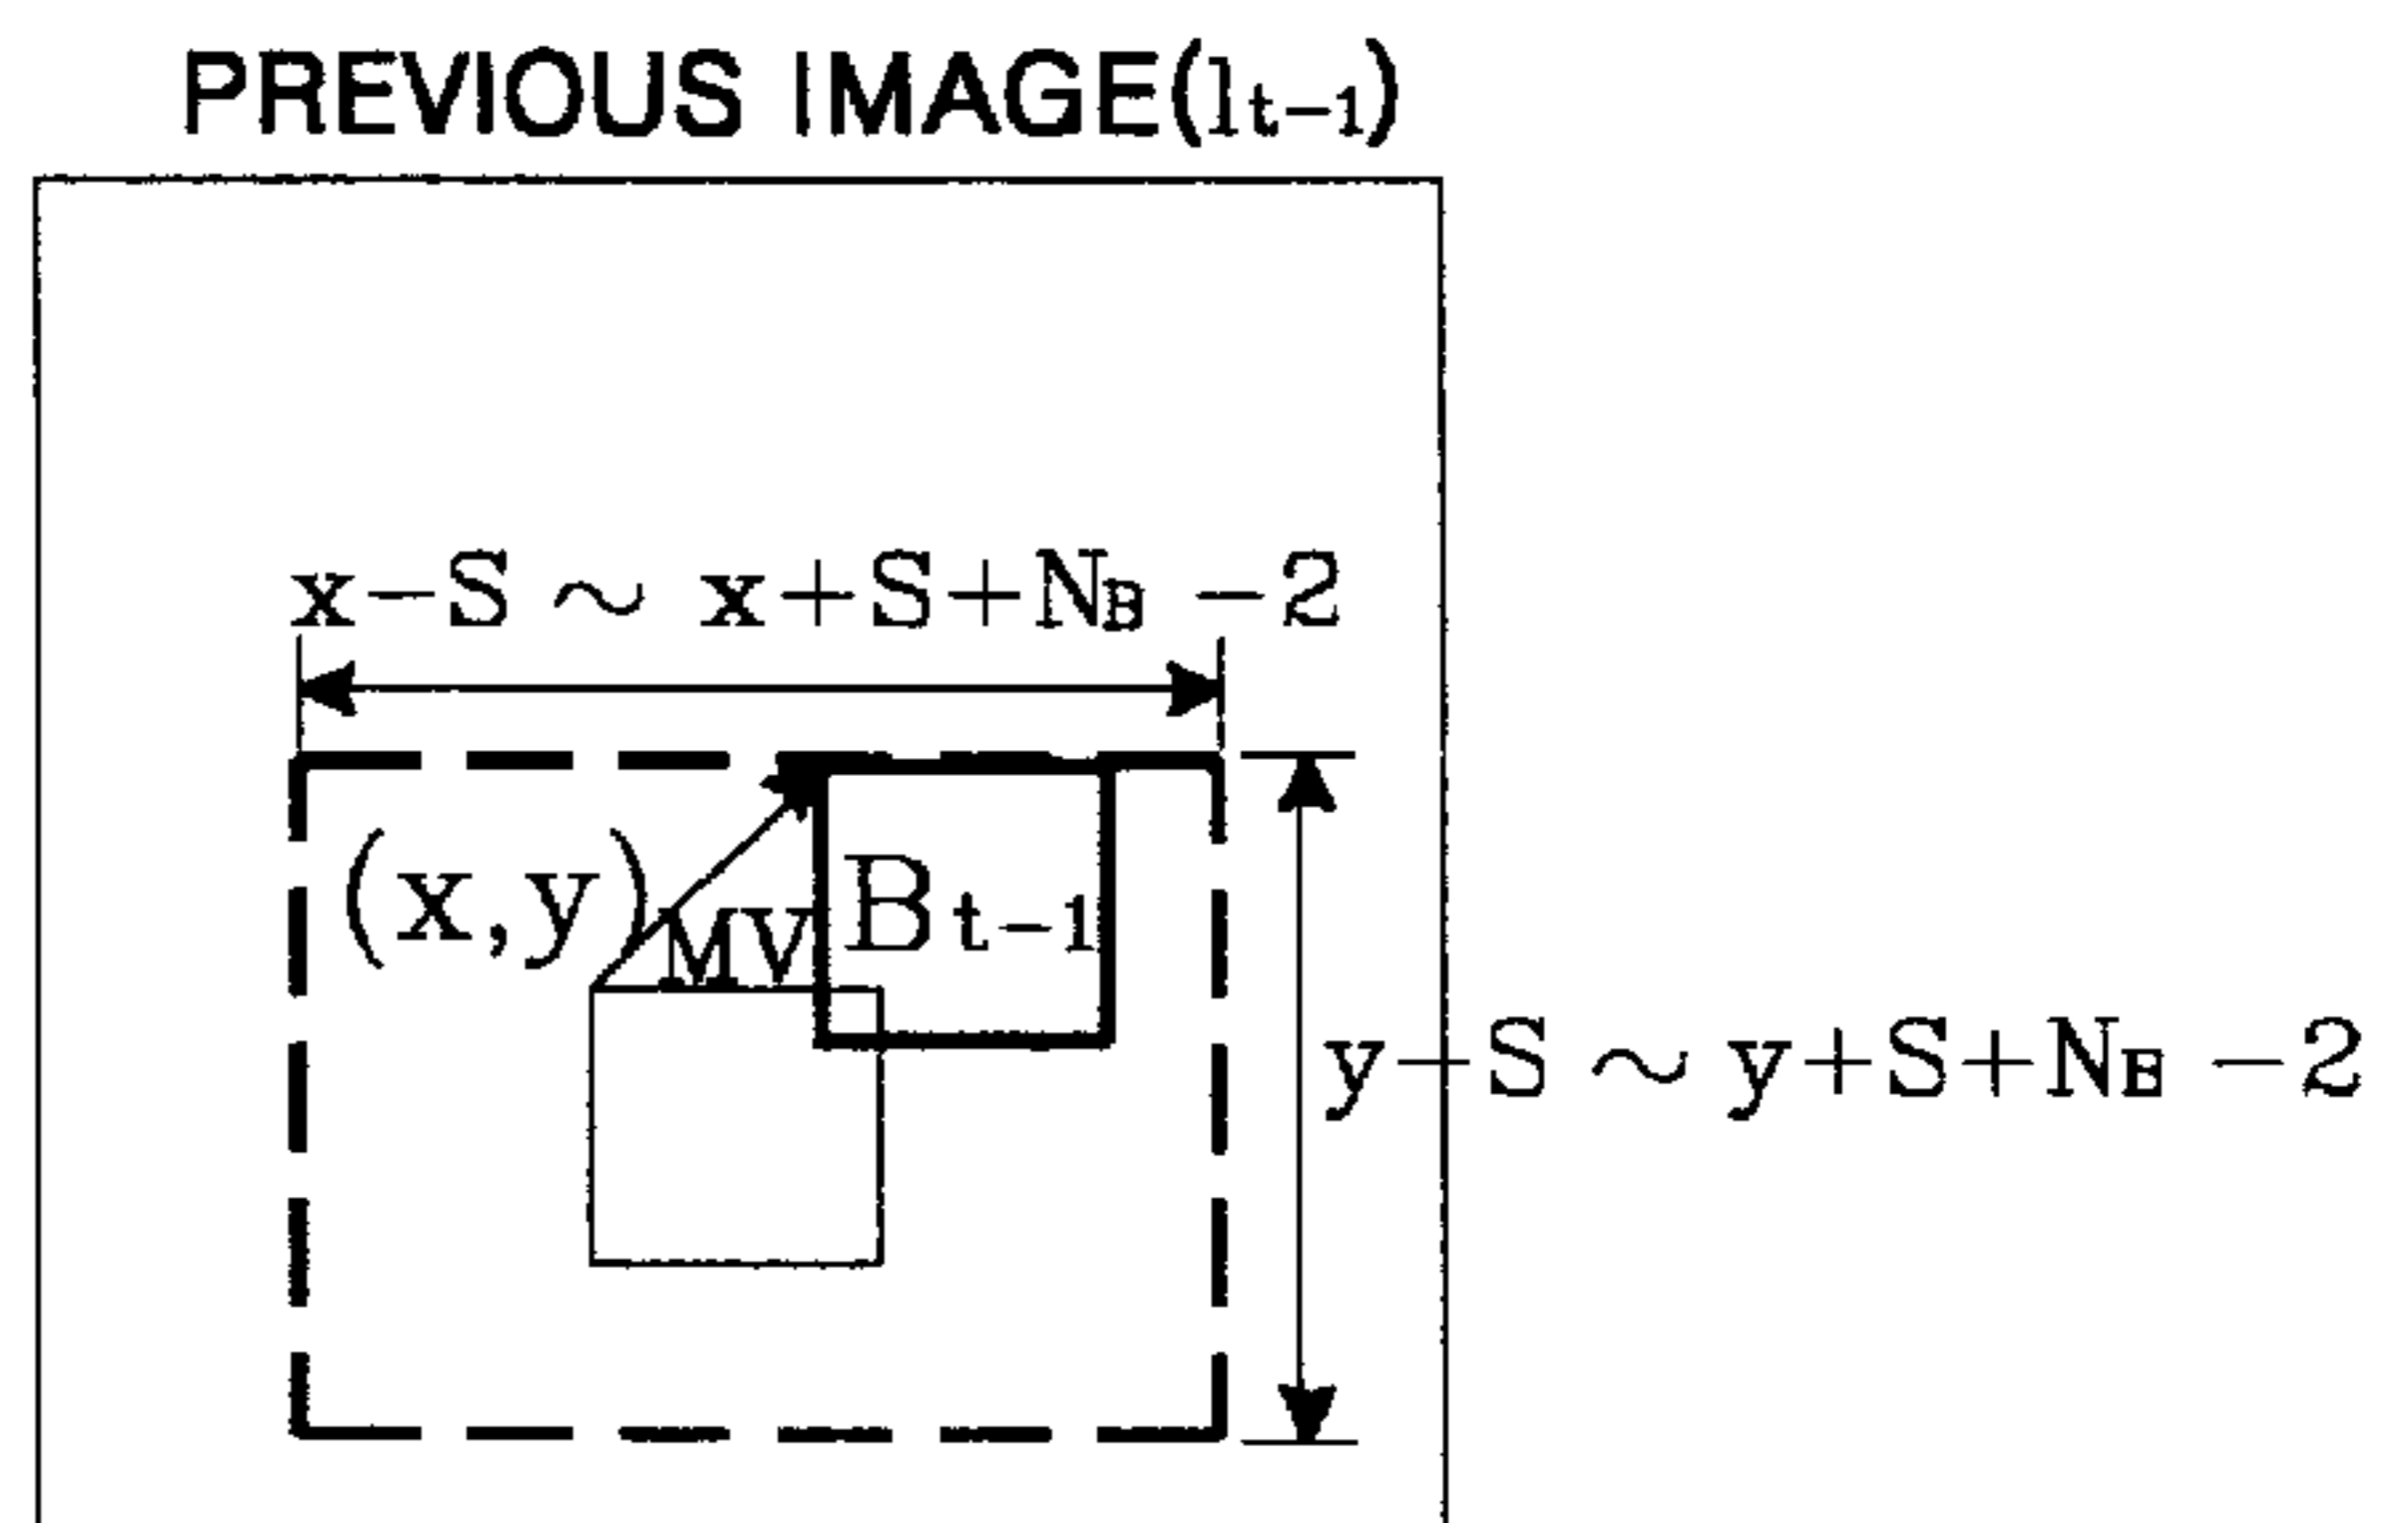 PREVIOUS IMAGE(lt-1)
x-S ~ x+S+NB -2
(x,y)
MV
Bt-1
y-S ~ y+S+NB -2